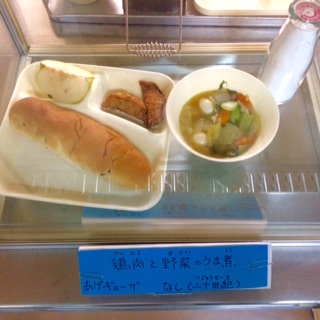 鶏肉と野菜のうま煮
あげギョーザ なし(二十世紀)